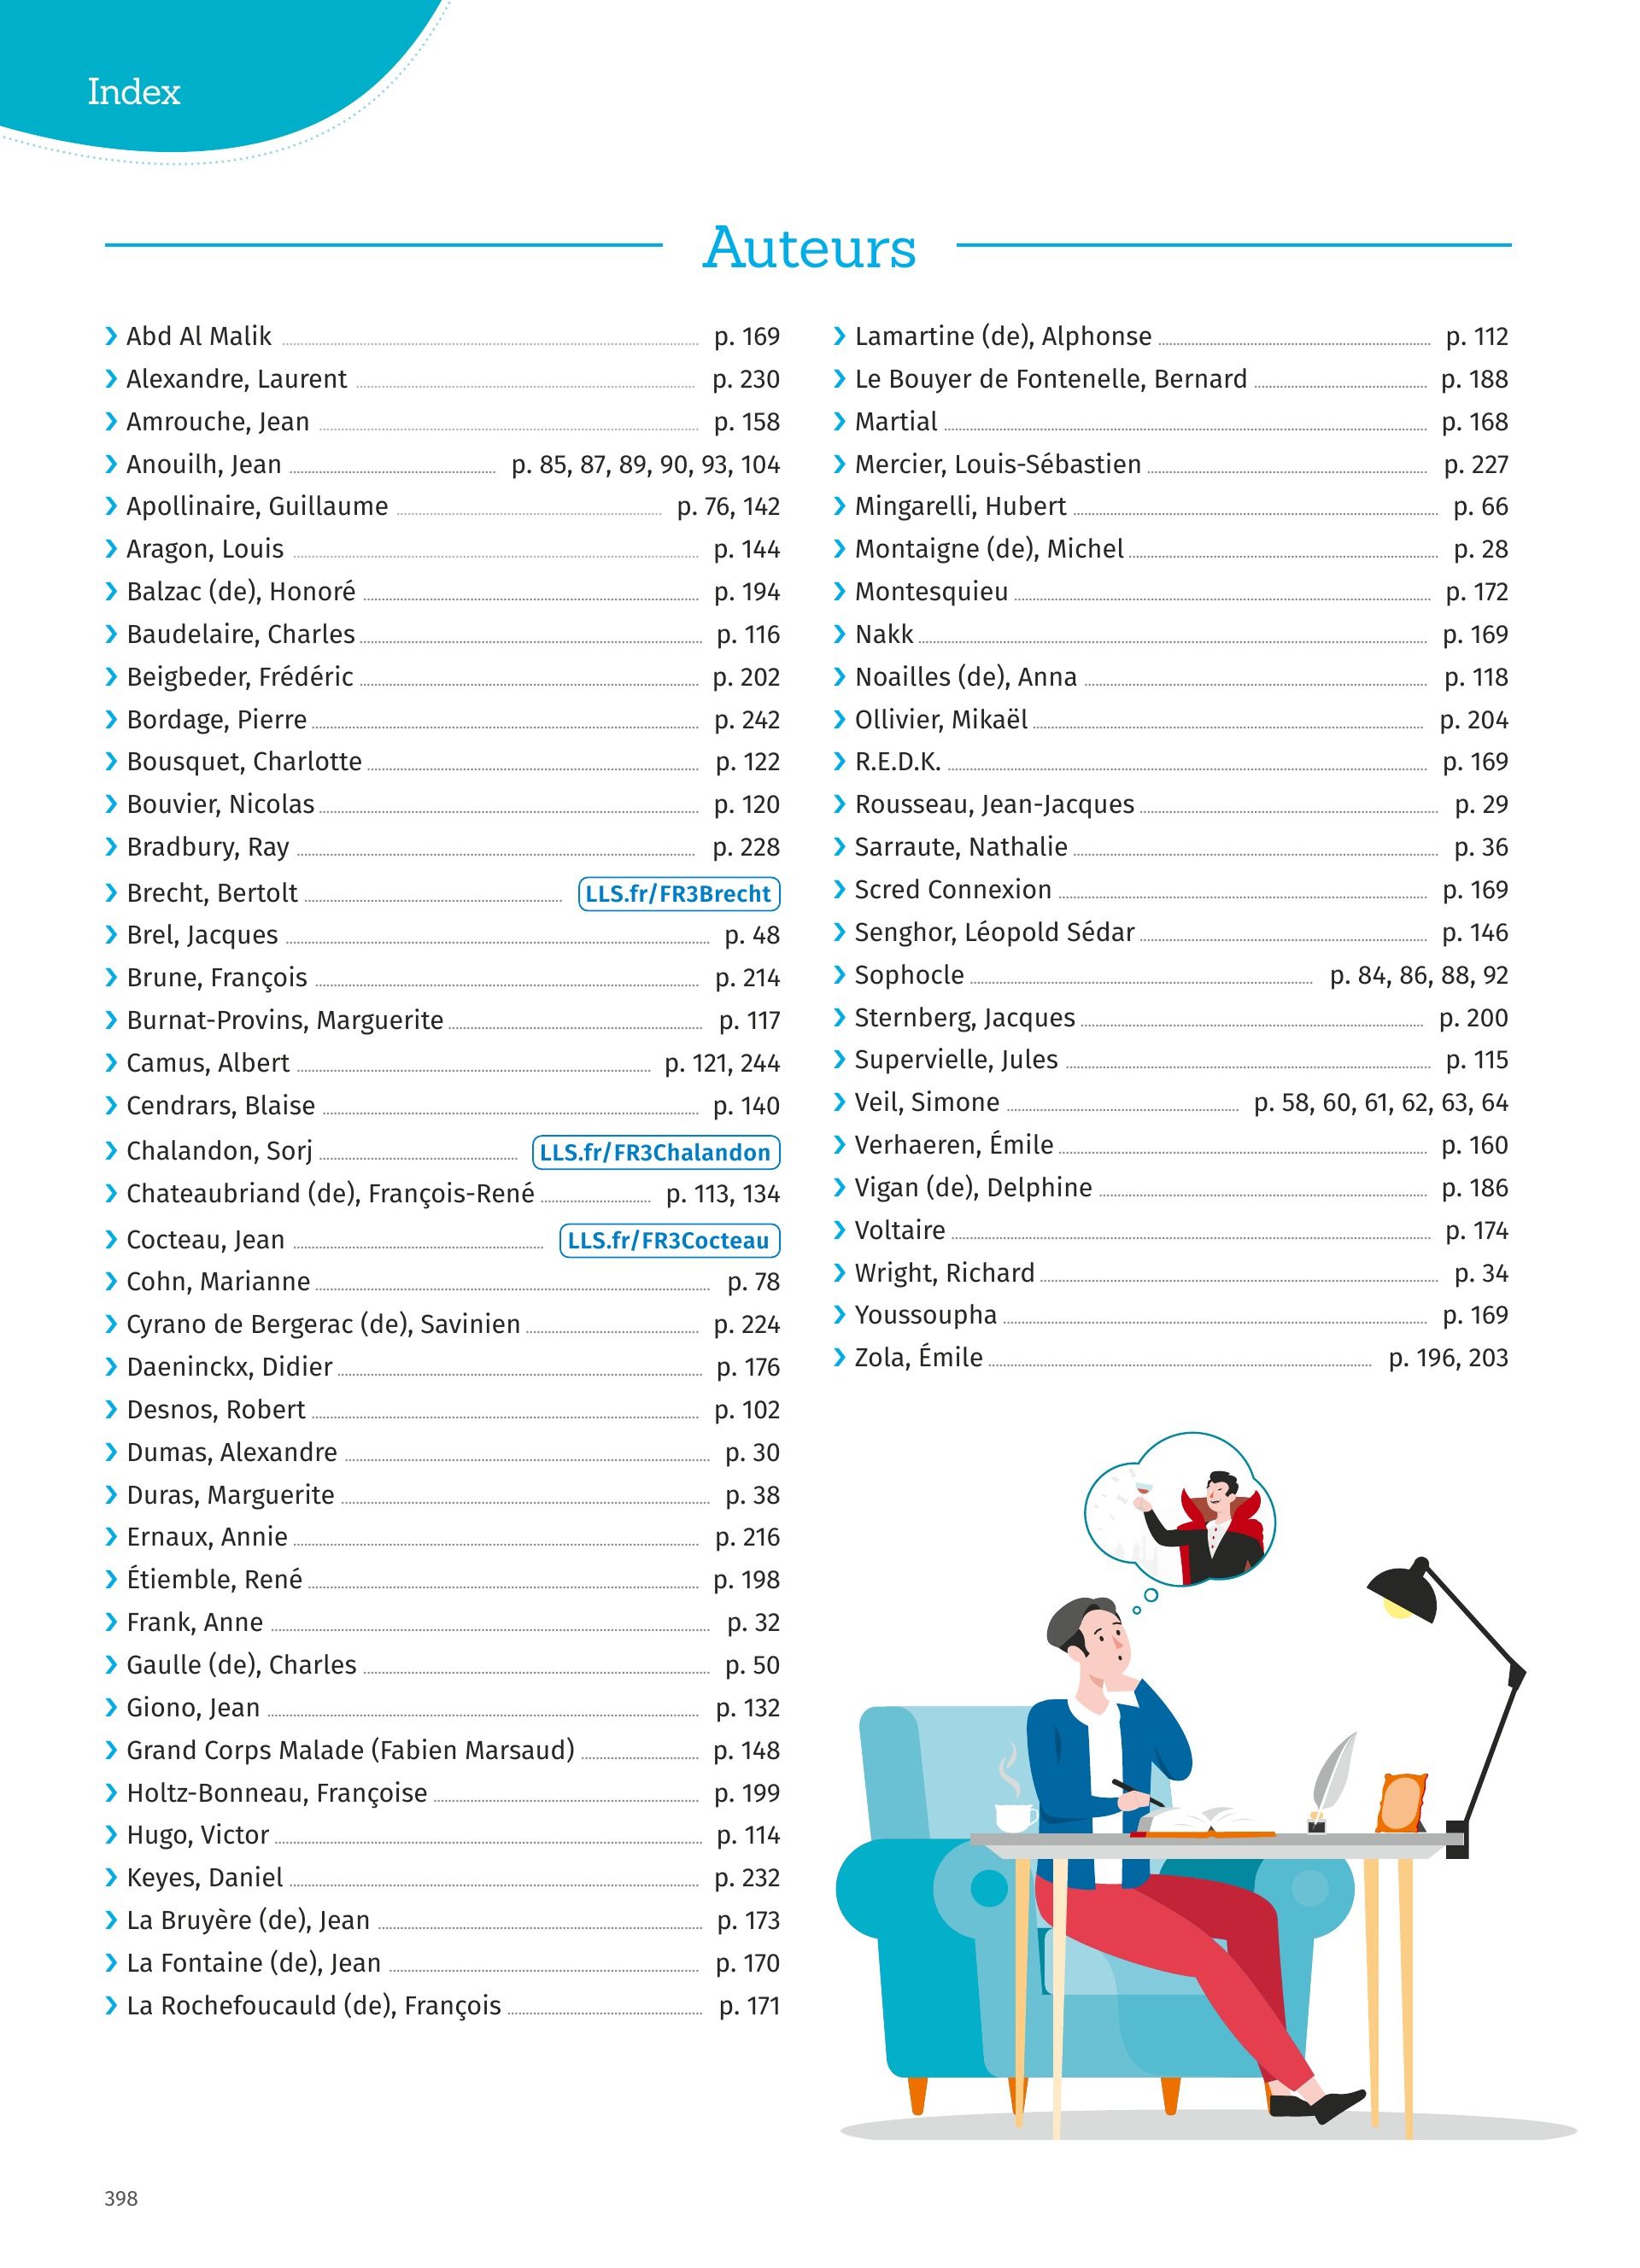 Index
Auteurs
Abd Al Malik p. 169
Alexandre, Laurent p. 230
Amrouche, Jean p. 158
Anouilh, Jean p. 85, 87, 89, 90, 93, 104
Apollinaire, Guillaume p. 76, 142
Aragon, Louis p. 144
Balzac (de), Honoré p. 194
Baudelaire, Charles p. 116
Beigbeder, Frédéric p. 202
Bordage, Pierre p. 242
Bousquet, Charlotte p. 122
Bouvier, Nicolas p. 120
Bradbury, Ray p. 228
Brecht, Bertolt LLS.fr/FR3Brecht
Brel, Jacques p. 48
Brune, François p. 214
Burnat-Provins, Marguerite p. 117
Camus, Albert p. 121, 244
Cendrars, Blaise p. 140
Chalandon, Sorj LLS.fr/FR3Chalandon
Chateaubriand (de), François-René p. 113, 134
Cocteau, Jean LLS.fr/FR3Cocteau
Cohn, Marianne p. 78
Cyrano de Bergerac (de), Savinien p. 224
Daeninckx, Didier p. 176
Desnos, Robert p. 102
Dumas, Alexandre p. 30
Duras, Marguerite p. 38
Ernaux, Annie p. 216
Étiemble, René p. 198
Frank, Anne p. 32
Gaulle (de), Charles p. 50
Giono, Jean p. 132
Grand Corps Malade (Fabien Marsaud) p. 148
Holtz-Bonneau, Françoise p. 199
Hugo, Victor p. 114
Keyes, Daniel p. 232
La Bruyère (de), Jean p. 173
La Fontaine (de), Jean p. 170
La Rochefoucauld (de), François p. 171
Lamartine (de), Alphonse p. 112
Le Bouyer de Fontenelle, Bernard p. 188
Martial p. 168
Mercier, Louis-Sébastien p. 227
Mingarelli, Hubert p. 66
Montaigne (de), Michel p. 28
Montesquieu p. 172
Nakk p. 169
Noailles (de), Anna p. 118
Ollivier, Mikaël p. 204
R.E.D.K. p. 169
Rousseau, Jean-Jacques p. 29
Sarraute, Nathalie p. 36
Scred Connexion p. 169
Senghor, Léopold Sédar p. 146
Sophocle p. 84, 86, 88, 92
Sternberg, Jacques p. 200
Supervielle, Jules p. 115
Veil, Simone p. 58, 60, 61, 62, 63, 64
Verhaeren, Émile p. 160
Vigan (de), Delphine p. 186
Voltaire p. 174
Wright, Richard p. 34
Youssoupha p. 169
Zola, Émile p. 196, 203
398